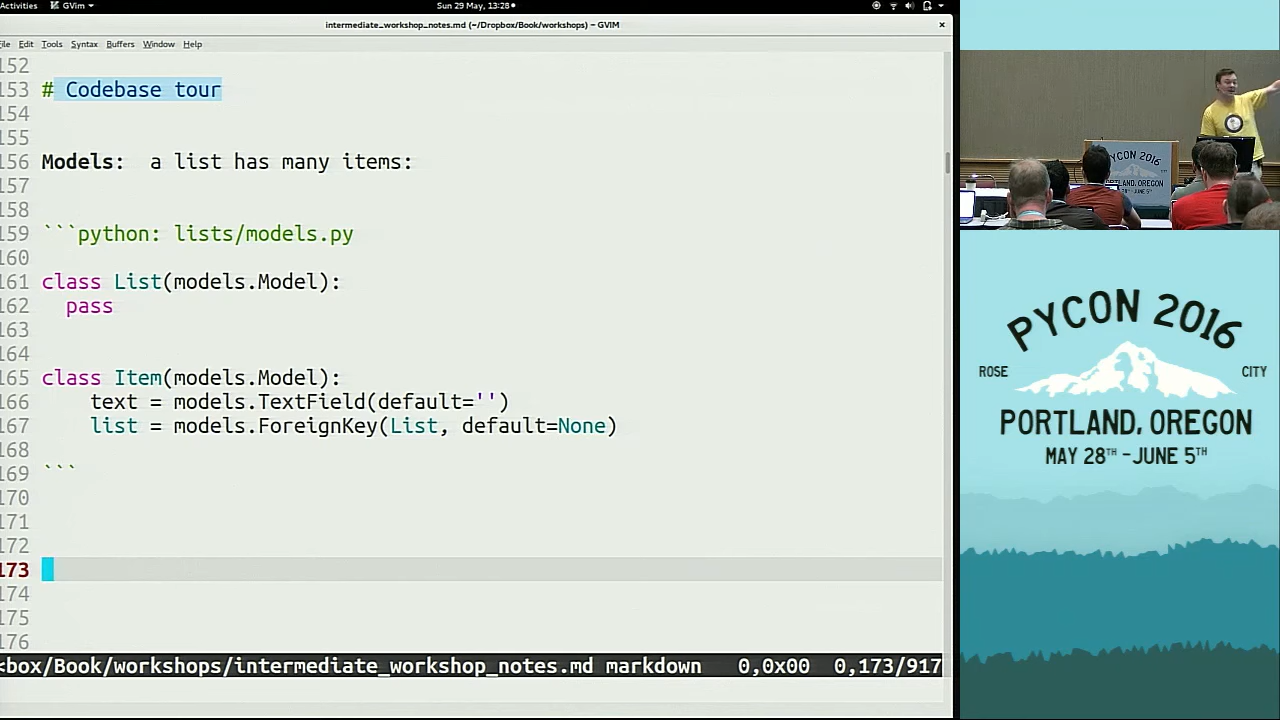 Activities GVim Sun 29 May, 13:28
intermediate_workshop_notes.md (~/Dropbox/Book/workshops) – GVIM
File Edit Tools Syntax Buffers Window Help
152
153 # Codebase tour
154
155
156 Models:  a list has many items:
157
158
159 ```python: lists/models.py
160
161 class List(models.Model):
162   pass
163
164
165 class Item(models.Model):
166     text = models.TextField(default='')
167     list = models.ForeignKey(List, default=None)
168
169 ```
170
171
172
173
174
175
176
<box/Book/workshops/intermediate_workshop_notes.md markdown 0,0x00 0,173/917
PYCON 2016
PORTLAND, OREGON
PYCON 2016
ROSE CITY
PORTLAND, OREGON
MAY 28TH - JUNE 5TH